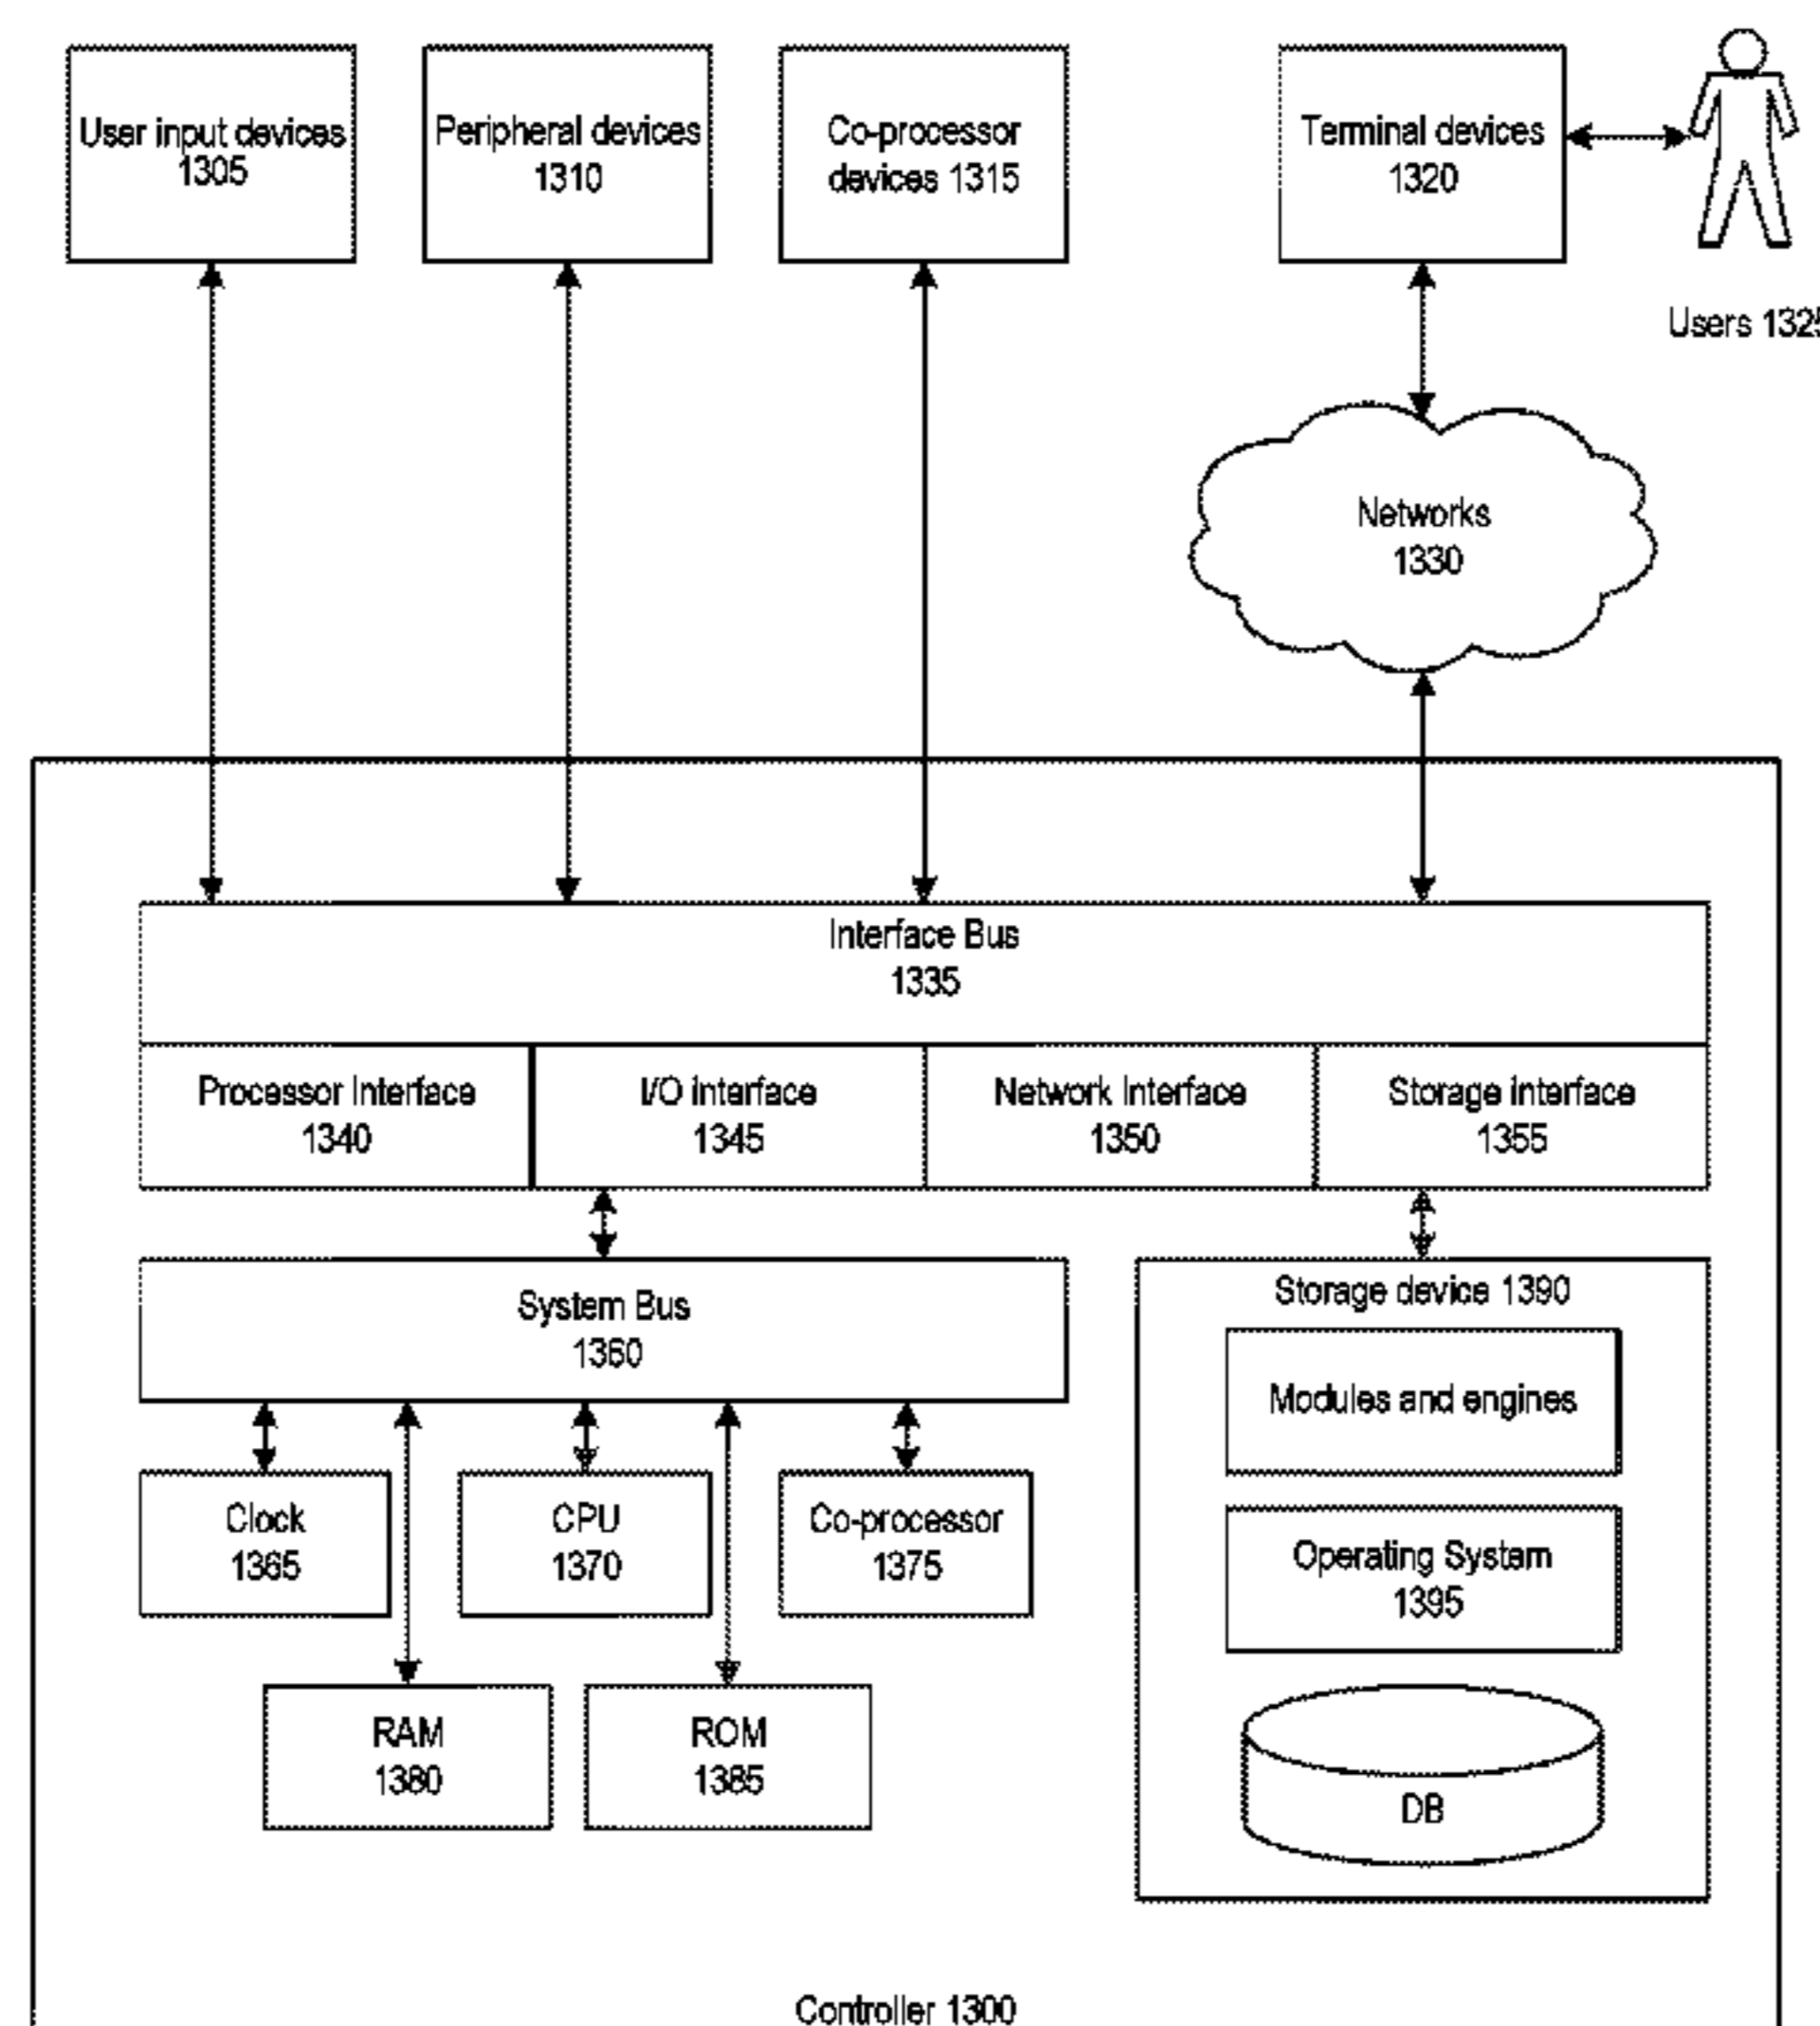 User input devices
1305
Peripheral devices
1310
Co-processor
devices 1315
Terminal devices
1320
Users 1325
Networks
1330
Interface Bus
1335
Processor Interface
1340
I/O interface
1345
Network Interface
1350
Storage interface
1355
System Bus
1360
Storage device 1390
Modules and engines
Clock
1365
CPU
1370
Co-processor
1375
Operating System
1395
RAM
1380
ROM
1385
DB
Controller 1300